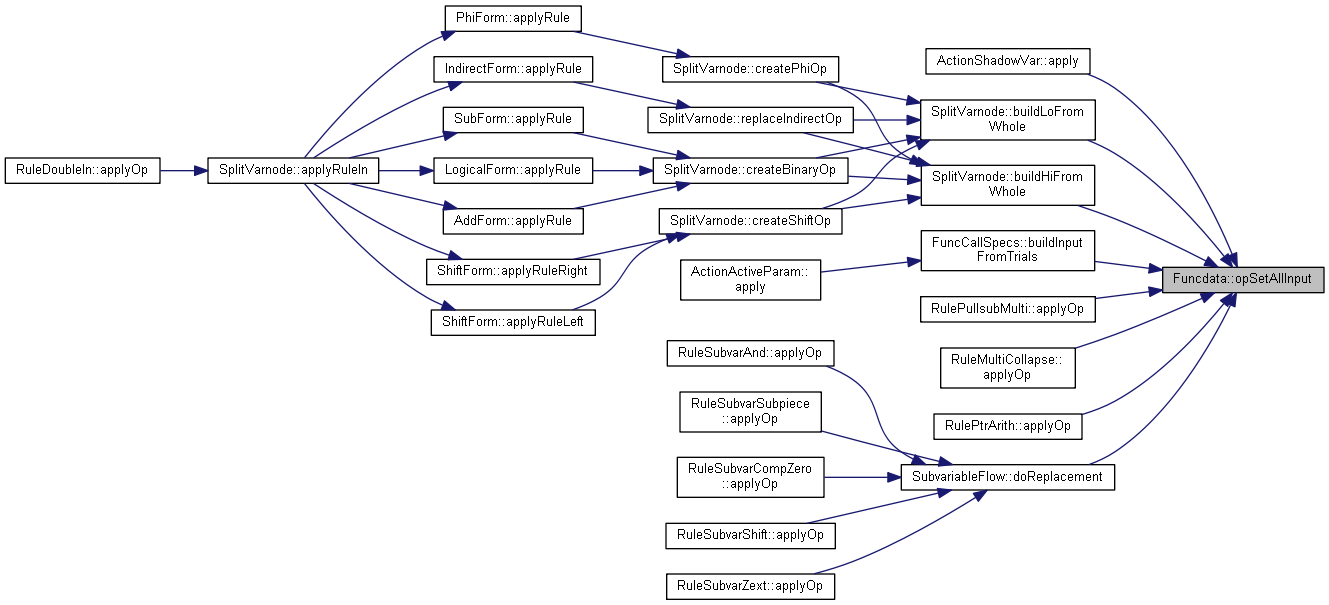 PhiForm::applyRule
IndirectForm::applyRule
SubForm::applyRule
RuleDoubleIn::applyOp
SplitVarnode::applyRuleIn
LogicalForm::applyRule
AddForm::applyRule
ShiftForm::applyRuleRight
ShiftForm::applyRuleLeft
SplitVarnode::createPhiOp
SplitVarnode::replaceIndirectOp
SplitVarnode::createBinaryOp
SplitVarnode::createShiftOp
ActionActiveParam::
apply
RuleSubvarAnd::applyOp
RuleSubvarSubpiece
::applyOp
RuleSubvarCompZero
::applyOp
RuleSubvarShift::applyOp
RuleSubvarZext::applyOp
ActionShadowVar::apply
SplitVarnode::buildLoFrom
Whole
SplitVarnode::buildHiFrom
Whole
FuncCallSpecs::buildInput
FromTrials
RulePullsubMulti::applyOp
RuleMultiCollapse::
applyOp
RulePtrArith::applyOp
SubvariableFlow::doReplacement
Funcdata::opSetAllInput